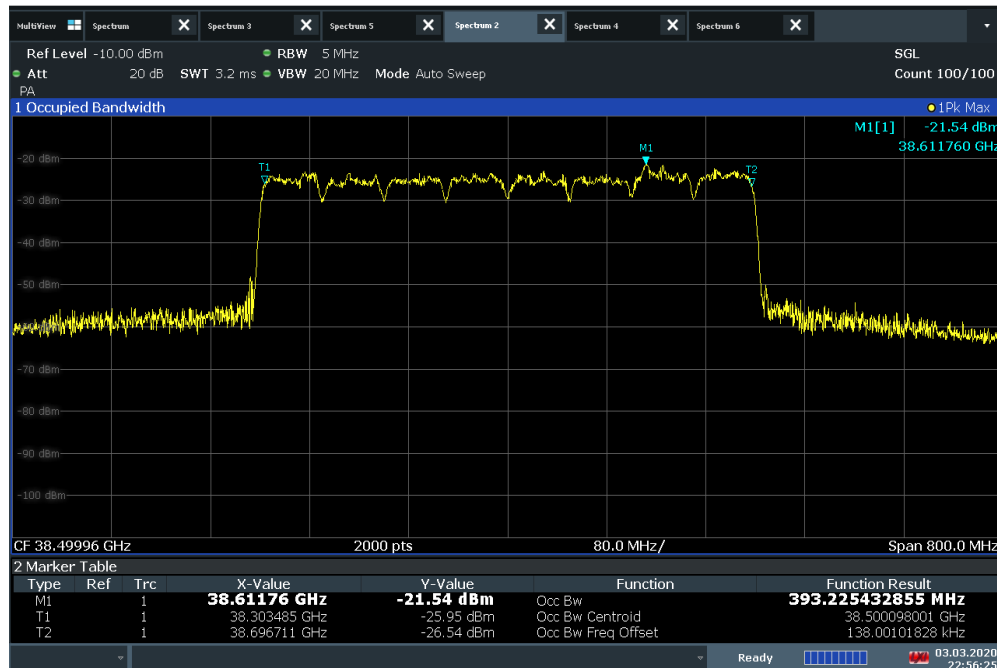 MultiView Spectrum Spectrum 3 Spectrum 5 Spectrum 2 Spectrum 4 Spectrum 6
Ref Level -10.00 dBm RBW 5 MHz SGL
Att 20 dB SWT 3.2 ms VBW 20 MHz Mode Auto Sweep Count 100/100
PA
1 Occupied Bandwidth 1Pk Max
M1[1] -21.54 dBm
38.611760 GHz
M1
-20 dBm
T1 T2
-30 dBm
-40 dBm
-50 dBm
-70 dBm
-80 dBm
-90 dBm
-100 dBm
CF 38.49996 GHz 2000 pts 80.0 MHz/ Span 800.0 MHz
2 Marker Table
Type Ref Trc X-Value Y-Value Function Function Result
M1 1 38.61176 GHz -21.54 dBm Occ Bw 393.225432855 MHz
T1 1 38.303485 GHz -25.95 dBm Occ Bw Centroid 38.500098001 GHz
T2 1 38.696711 GHz -26.54 dBm Occ Bw Freq Offset 138.00101828 kHz
Ready 03.03.2020
22:56:26